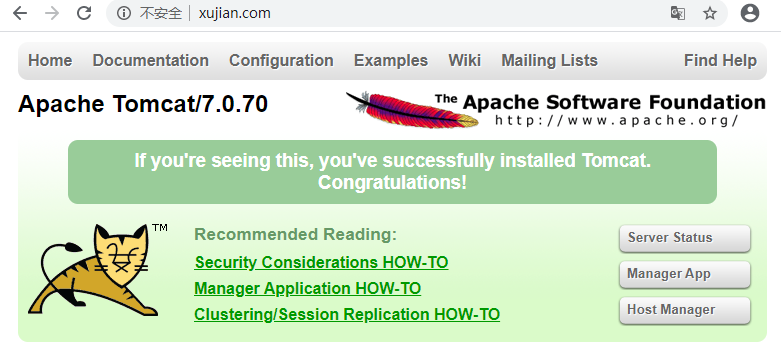 不安全 xujian.com
Home Documentation Configuration Examples Wiki Mailing Lists Find Help
Apache Tomcat/7.0.70
The Apache Software Foundation
http://www.apache.org/
If you're seeing this, you've successfully installed Tomcat.
Congratulations!
TM
Recommended Reading:
Security Considerations HOW-TO
Manager Application HOW-TO
Clustering/Session Replication HOW-TO
Server Status
Manager App
Host Manager